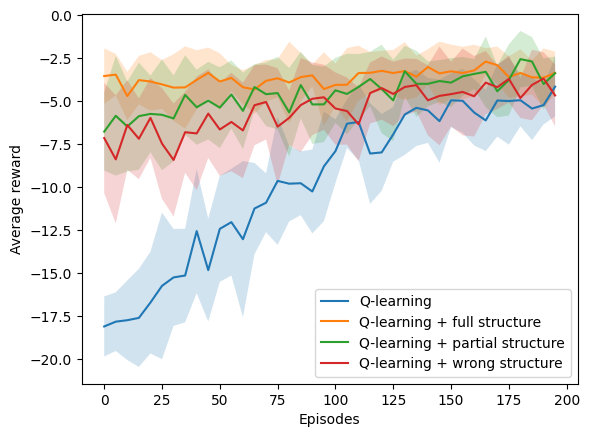 0.0
−2.5
−5.0
−7.5
−10.0
−12.5
−15.0
−17.5
−20.0
Average reward
Q-learning
Q-learning + full structure
Q-learning + partial structure
Q-learning + wrong structure
0 25 50 75 100 125 150 175 200
Episodes